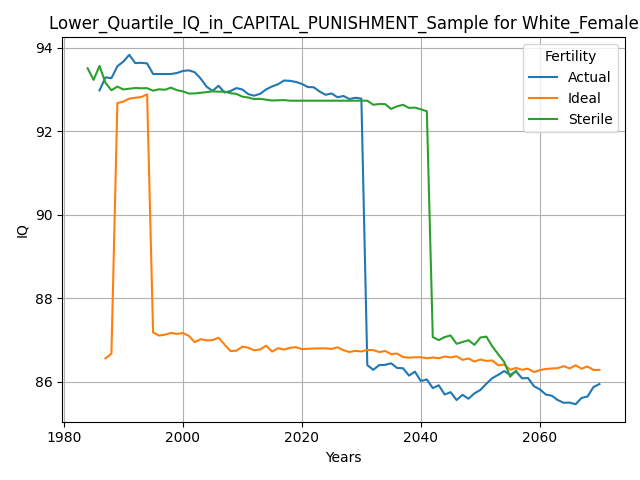 Lower_Quartile_IQ_in_CAPITAL_PUNISHMENT_Sample for White_Female
94
92
90
88
86
IQ
1980
2000
2020
2040
2060
Years
Fertility
Actual
Ideal
Sterile